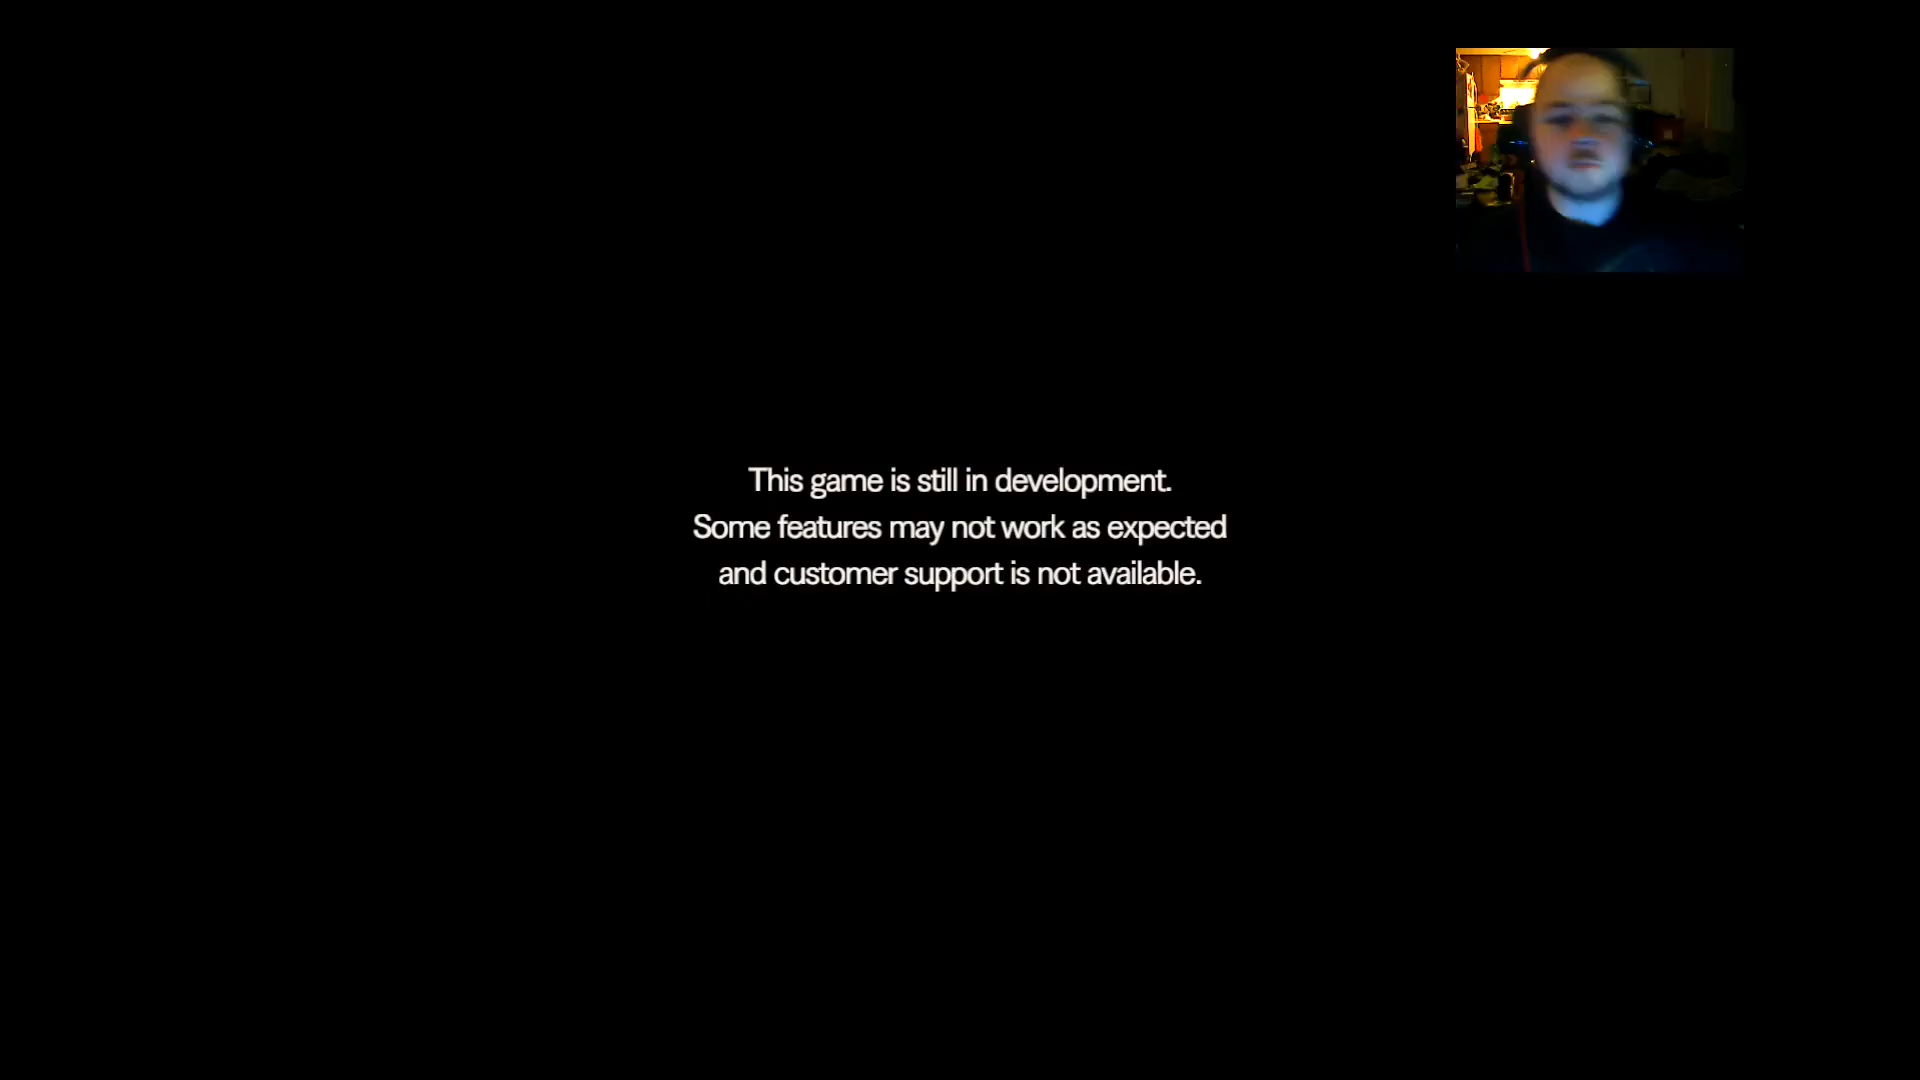 This game is still in development.
Some features may not work as expected
and customer support is not available.